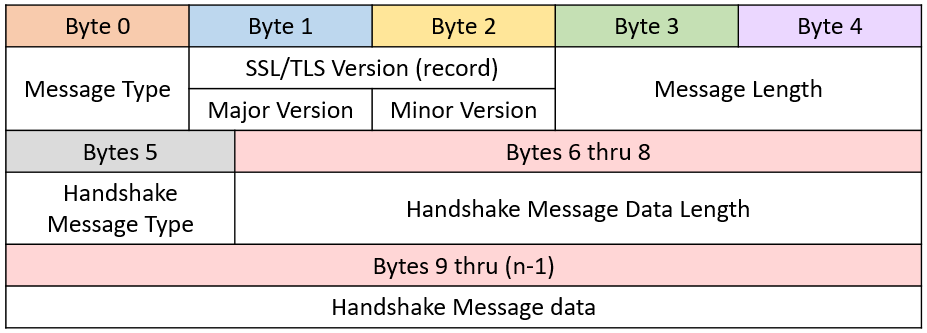 Byte 0
Byte 1
Byte 2
Byte 3
Byte 4
Message Type
SSL/TLS Version (record)
Message Length
Major Version
Minor Version
Bytes 5
Bytes 6 thru 8
Handshake
Message Type
Handshake Message Data Length
Bytes 9 thru (n-1)
Handshake Message data